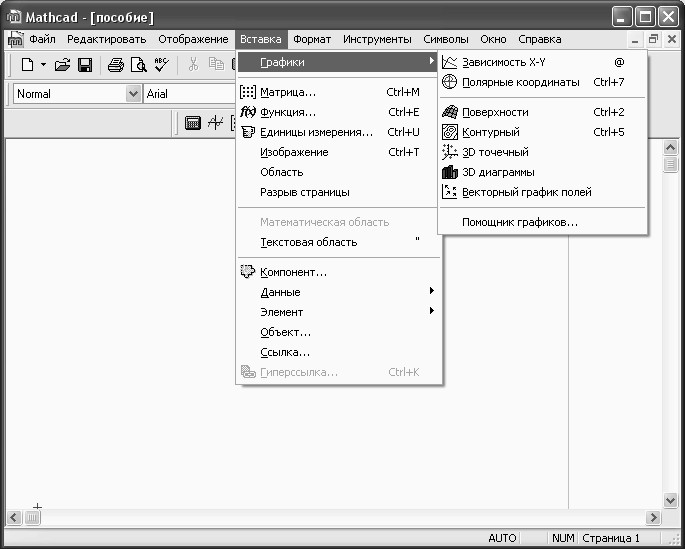 Mathcad - [пособие]
Файл Редактировать Отображение Вставка Формат Инструменты Символы Окно Справка
Normal Arial
Графики
Матрица... Ctrl+M
f(x) Функция... Ctrl+E
Единицы измерения... Ctrl+U
Изображение Ctrl+T
Область
Разрыв страницы
Математическая область
Текстовая область "
Компонент...
Данные
Элемент
Объект...
Ссылка...
Гиперссылка... Ctrl+K
Зависимость X-Y @
Полярные координаты Ctrl+7
Поверхности Ctrl+2
Контурный Ctrl+5
3D точечный
3D диаграммы
Векторный график полей
Помощник графиков...
AUTO NUM Страница 1